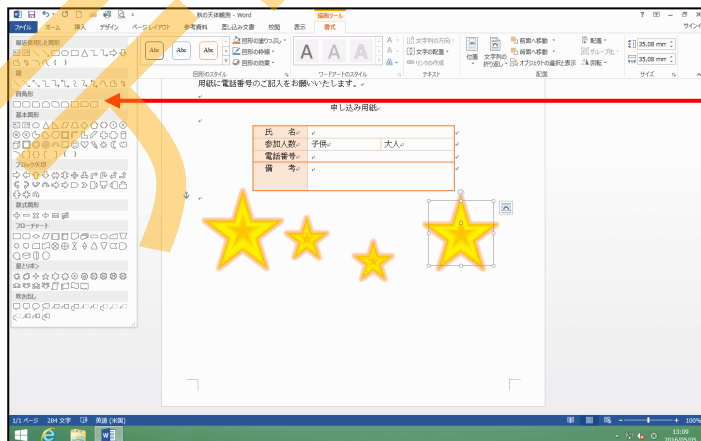 秋の天体観測 - Word
描画ツール
ファイル ホーム 挿入 デザイン ページ レイアウト 参考資料 差し込み文書 校閲 表示 書式
サインイ
最近使用した図形
線
四角形
基本図形
ブロック矢印
数式図形
フローチャート
星とリボン
吹き出し
Abc Abc Abc
図形の塗りつぶし
図形の枠線
図形の効果
図形のスタイル
A A A
ワードアートのスタイル
文字列の方向
文字の配置
リンクの作成
テキスト
位置 文字列の折り返し
前面へ移動
背面へ移動
オブジェクトの選択と表示
配置
グループ化
回転
配置
35.08 mm
35.08 mm
サイズ
用紙に電話番号のご記入をお願いいたします。
申し込み用紙
氏 名
参加人数 子供 大人
電話番号
備 考
1/1 ページ 284 文字 英語 (米国)
100%
13:09
2016/05/05